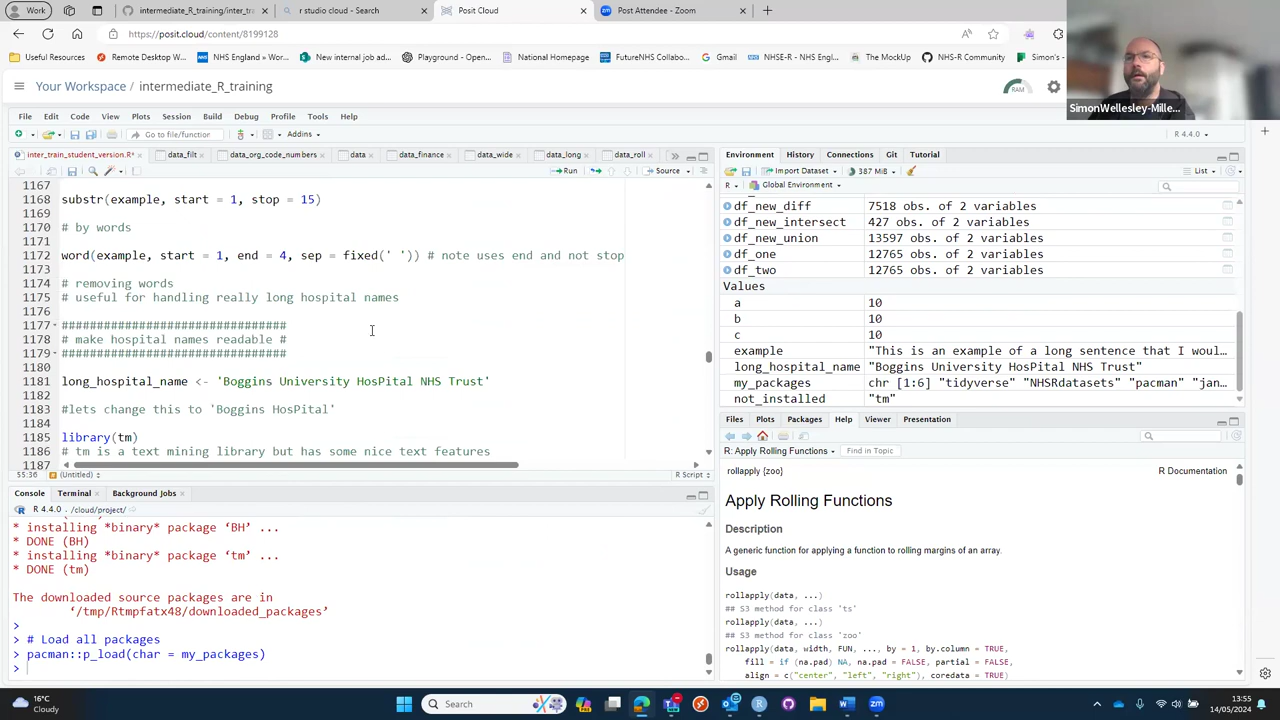 intermediate_R_training/inter_tra
r studio cloud - Search
Posit Cloud
Post Attendee - Zoom
https://posit.cloud/content/8199128
Useful Resources
Remote Desktop W...
NHS England > Wor...
New internal job ad...
Playground - Open...
National Homepage
FutureNHS Collabo...
Gmail
NHSE-R - NHS Engl...
The MockUp
NHS-R Community
Simon's -
Your Workspace / intermediate_R_training
RAM
SimonWellesley-Mille...
File Edit Code View Plots Session Build Debug Profile Tools Help
Go to file/function
Addins
R 4.4.0
inter_train_student_version.R*
data_filt
data_org_code_numbers
data
data_finance
data_wide
data_long
data_roll
Run
Source
1167
1168 substr(example, start = 1, stop = 15)
1169
1170 # by words
1171
1172 word(example, start = 1, end = 4, sep = fixed(' ')) # note uses end and not stop
1173
1174 # removing words
1175 # useful for handling really long hospital names
1176
1177 ################################
1178 # make hospital names readable #
1179 ################################
1180
1181 long_hospital_name <- 'Boggins University HosPital NHS Trust'
1182
1183 #lets change this to 'Boggins HosPital'
1184
1185 library(tm)
1186 # tm is a text mining library but has some nice text features
1187
55:36 (Untitled)
R Script
Console Terminal Background Jobs
R 4.4.0 . /cloud/project/
* installing *binary* package ‘BH’ ...
* DONE (BH)
* installing *binary* package ‘tm’ ...
* DONE (tm)
The downloaded source packages are in
‘/tmp/Rtmpfatx48/downloaded_packages’
>
> # Load all packages
> pacman::p_load(char = my_packages)
>
Environment History Connections Git Tutorial
Import Dataset
387 MiB
List
R
Global Environment
df_new_diff 7518 obs. of 2 variables
df_new_intersect 427 obs. of 2 variables
df_new_union 13597 obs. of 2 variables
df_one 12765 obs. of 2 variables
df_two 12765 obs. of 2 variables
Values
a 10
b 10
c 10
example "This is an example of a long sentence that I woul...
long_hospital_name "Boggins University HosPital NHS Trust"
my_packages chr [1:6] "tidyverse" "NHSRdatasets" "pacman" "jan...
not_installed "tm"
Files Plots Packages Help Viewer Presentation
R: Apply Rolling Functions
Find in Topic
rollapply {zoo}
R Documentation
Apply Rolling Functions
Description
A generic function for applying a function to rolling margins of an array.
Usage
rollapply(data, ...)
## S3 method for class 'ts'
rollapply(data, ...)
## S3 method for class 'zoo'
rollapply(data, width, FUN, ..., by = 1, by.column = TRUE,
fill = if (na.pad) NA, na.pad = FALSE, partial = FALSE,
align = c("center", "left", "right"), coredata = TRUE)
16°C
Cloudy
Search
13:55
14/05/2024